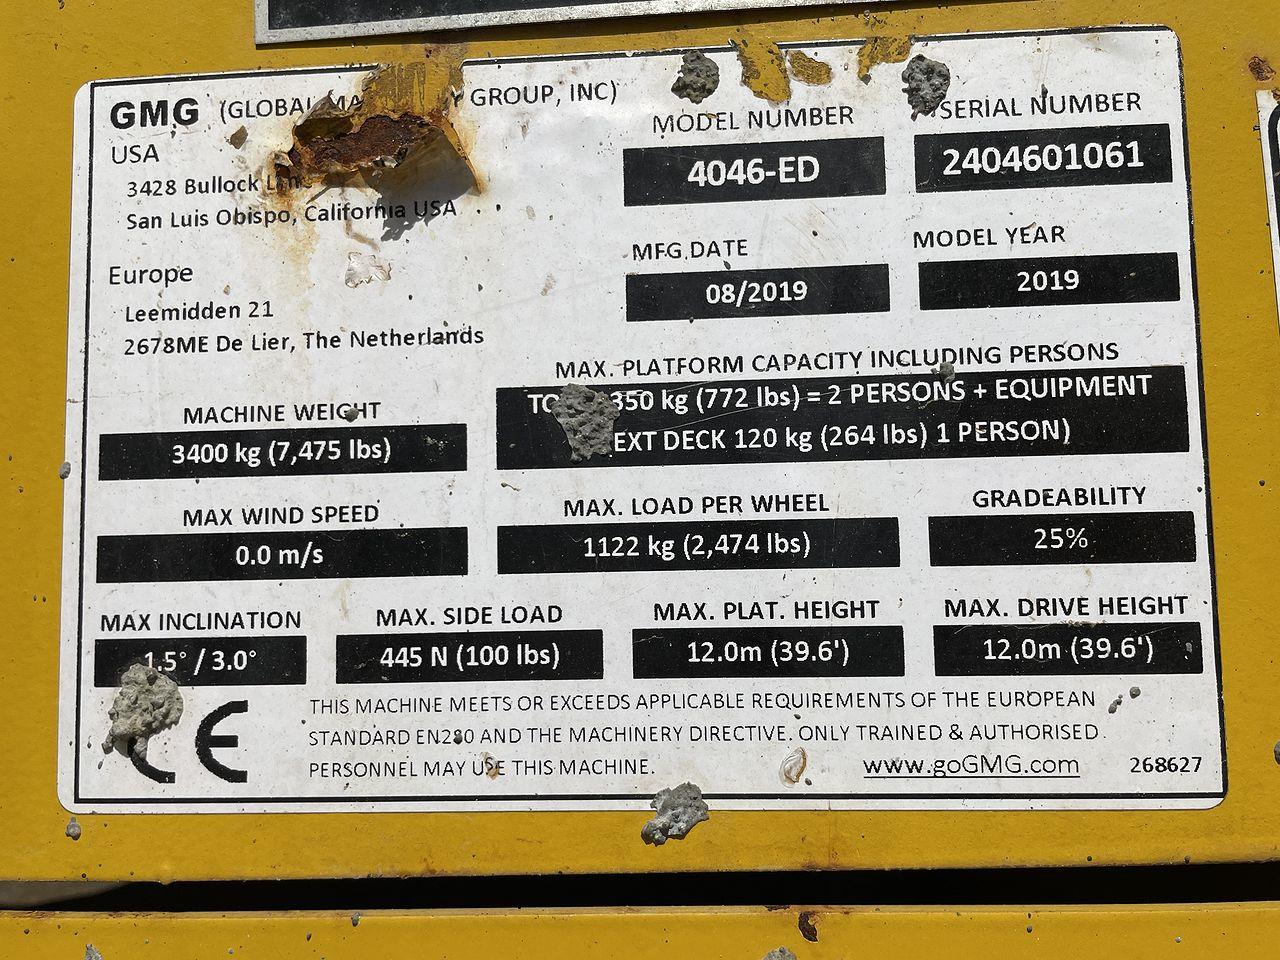 GMG (GLOBAL GROUP, INC)
USA
3428 Bullock
San Luis Obispo, California USA
Europe
Leemidden 21
2678ME De Lier, The Netherlands
MODEL NUMBER
4046-ED
SERIAL NUMBER
2404601061
MFG.DATE
08/2019
MODEL YEAR
2019
MAX. PLATFORM CAPACITY INCLUDING PERSONS
350 kg (772 lbs) = 2 PERSONS + EQUIPMENT
EXT DECK 120 kg (264 lbs) 1 PERSON)
MACHINE WEIGHT
3400 kg (7,475 lbs)
MAX WIND SPEED
0.0 m/s
MAX. LOAD PER WHEEL
1122 kg (2,474 lbs)
GRADEABILITY
25%
MAX INCLINATION
1.5° / 3.0°
MAX. SIDE LOAD
445 N (100 lbs)
MAX. PLAT. HEIGHT
12.0m (39.6')
MAX. DRIVE HEIGHT
12.0m (39.6')
CE
THIS MACHINE MEETS OR EXCEEDS APPLICABLE REQUIREMENTS OF THE EUROPEAN
STANDARD EN280 AND THE MACHINERY DIRECTIVE. ONLY TRAINED & AUTHORISED
PERSONNEL MAY USE THIS MACHINE.
www.goGMG.com
268627